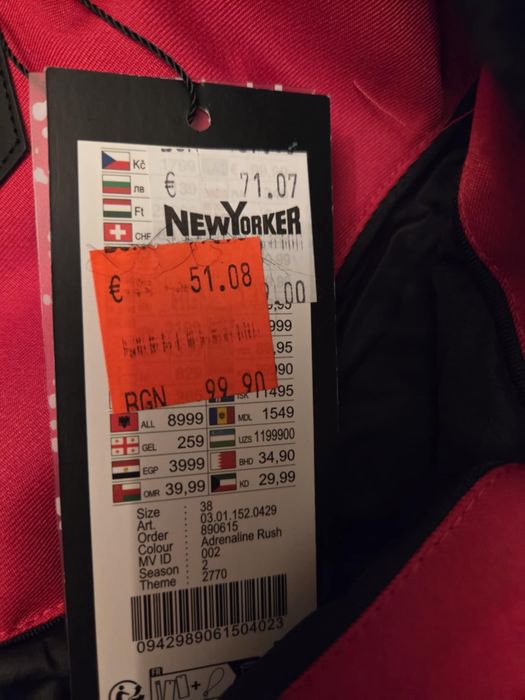 Kč
лв € 71.07
Ft NEWYORKER
CHF
€ 51.08
.00
999
.95
BGN 99.90
ISK 11495
ALL 8999 MDL 1549
GEL 259 UZS 1199900
EGP 3999 BHD 34,90
OMR 39,99 KD 29,99
Size : 38
Art. : 03.01.152.0429
Order : 890615
Colour : Adrenaline Rush
MV ID : 002
Season : 2
Theme : 2770
0942989061504023
FR